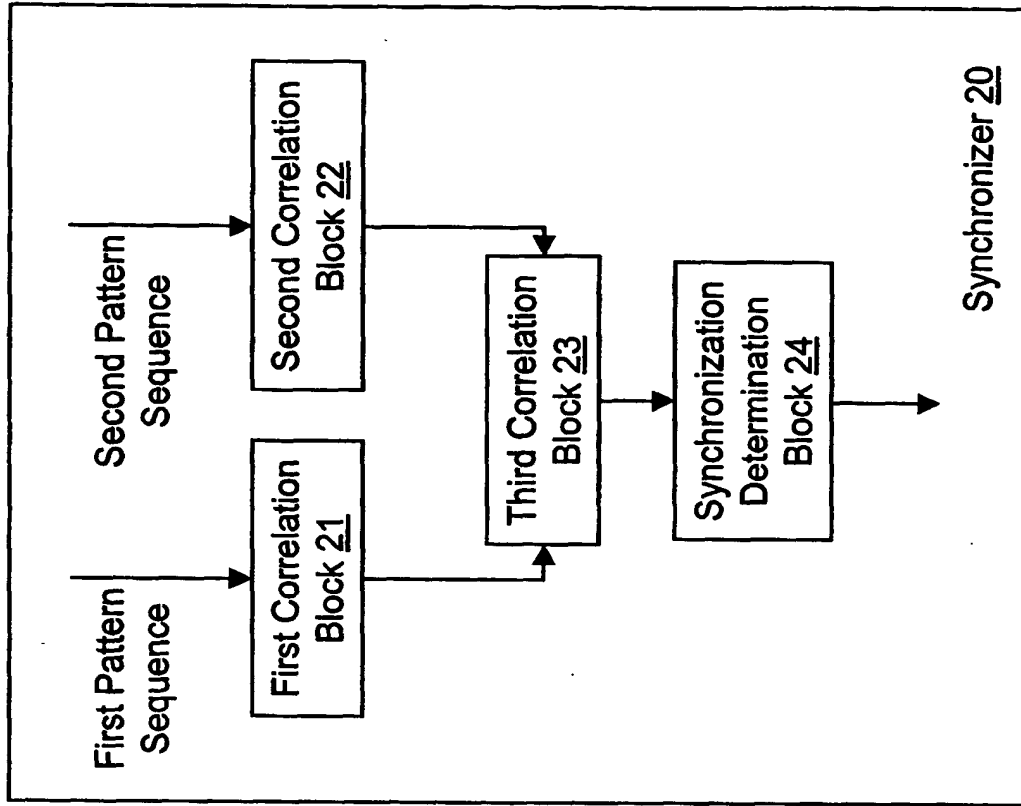 First Pattern
Sequence
Second Pattern
Sequence
First Correlation
Block 21
Second Correlation
Block 22
Third Correlation
Block 23
Synchronization
Determination
Block 24
Synchronizer 20